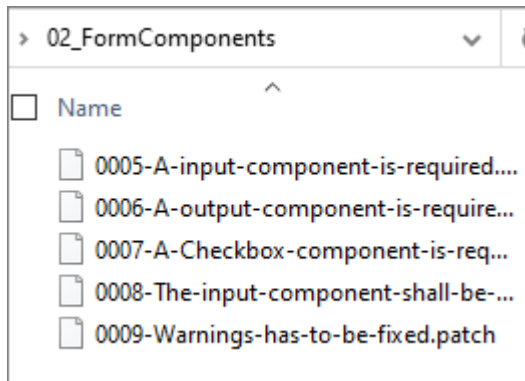 02_FormComponents
Name
0005-A-input-component-is-required....
0006-A-output-component-is-require...
0007-A-Checkbox-component-is-req...
0008-The-input-component-shall-be-...
0009-Warnings-has-to-be-fixed.patch